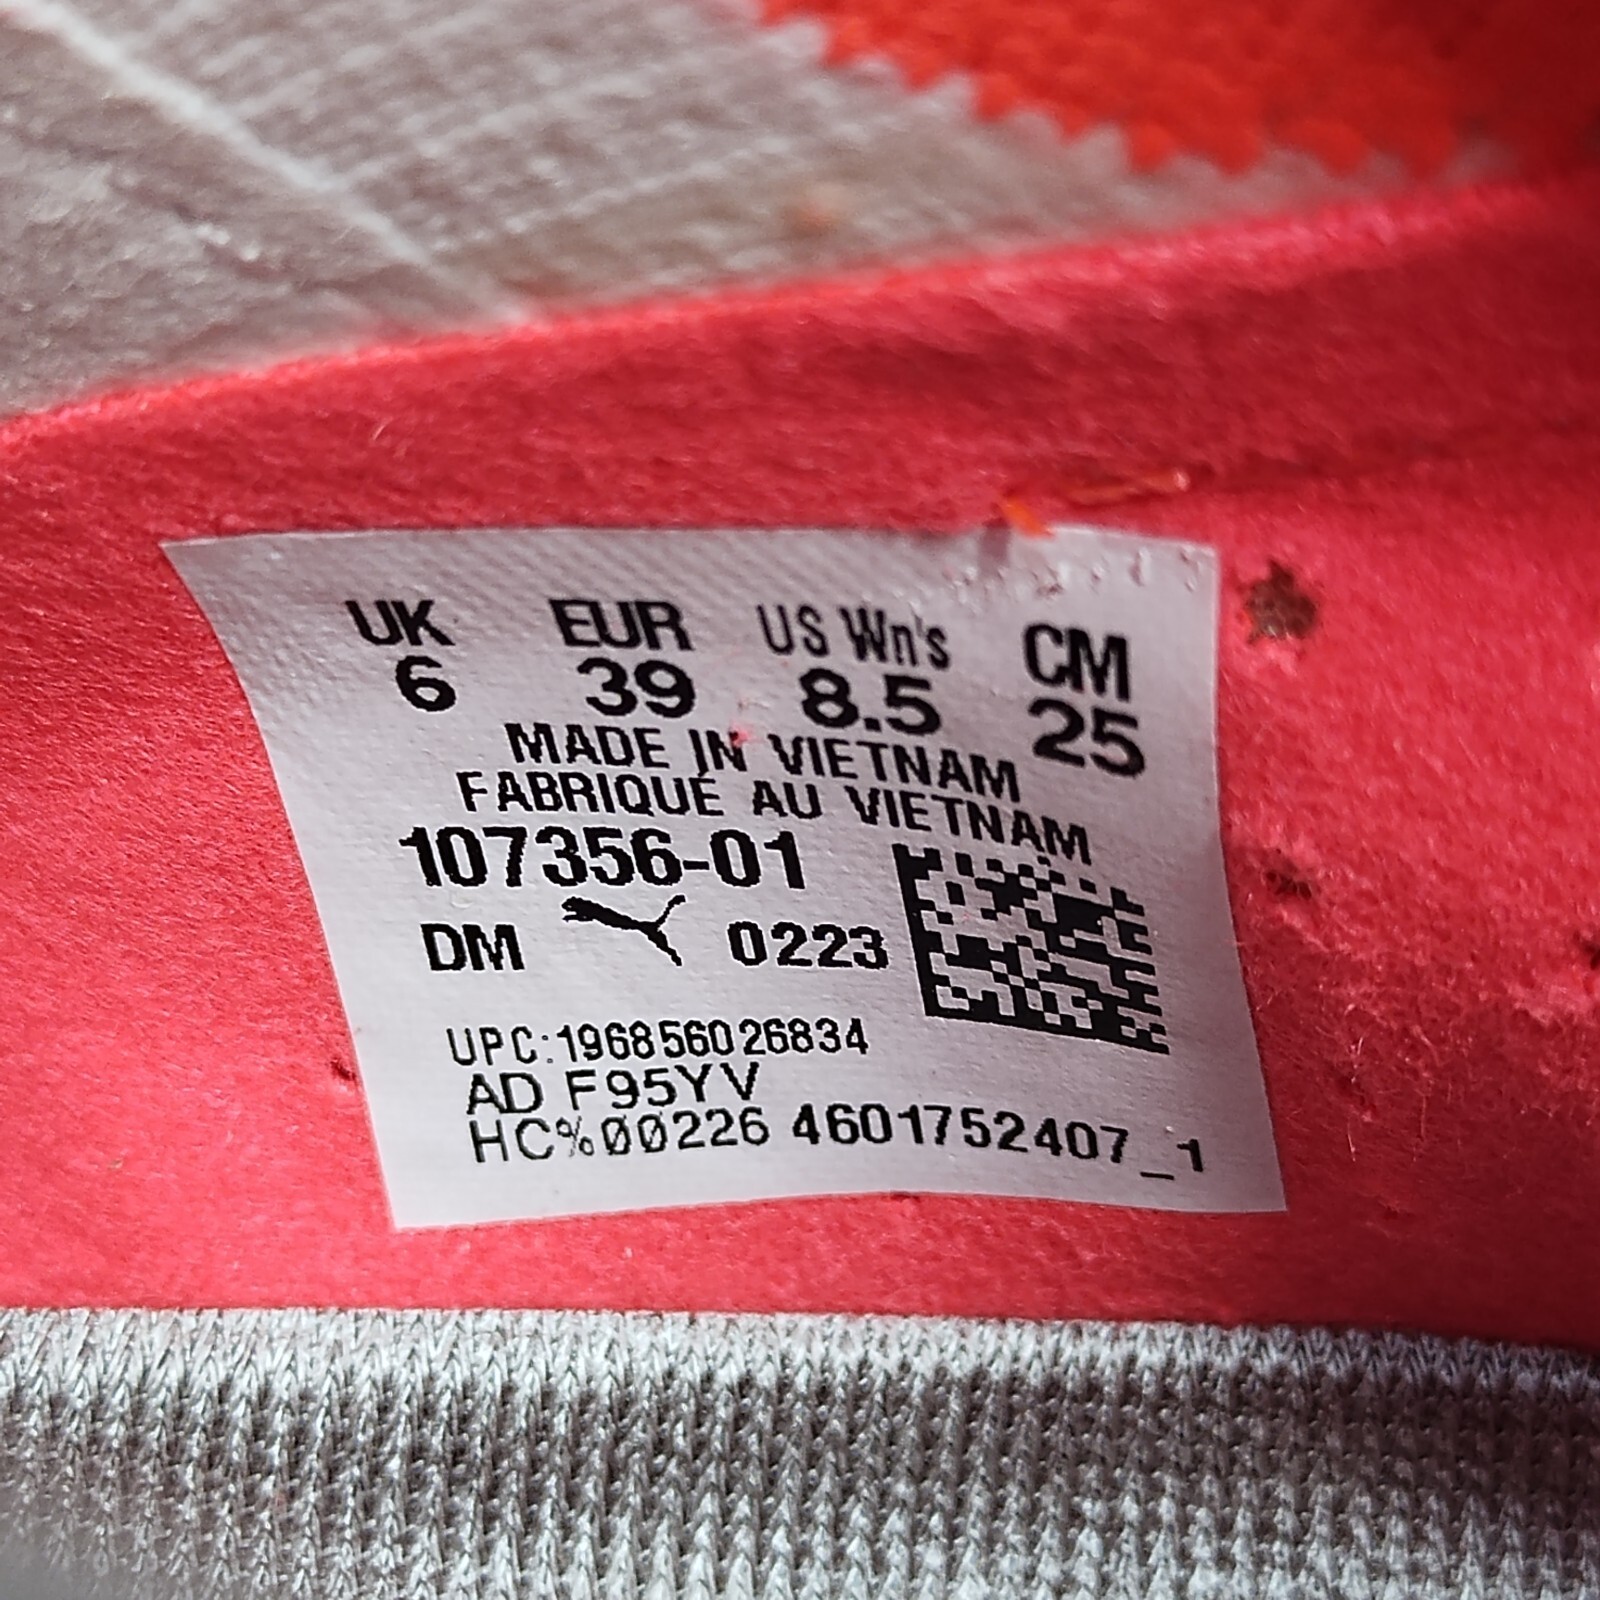 UK EUR US Wn's CM
6 39 8.5 25
MADE IN VIETNAM
FABRIQUÉ AU VIETNAM
107356-01
DM 0223
UPC:196856026834
AD F95YV
HC%00226 4601752407_1